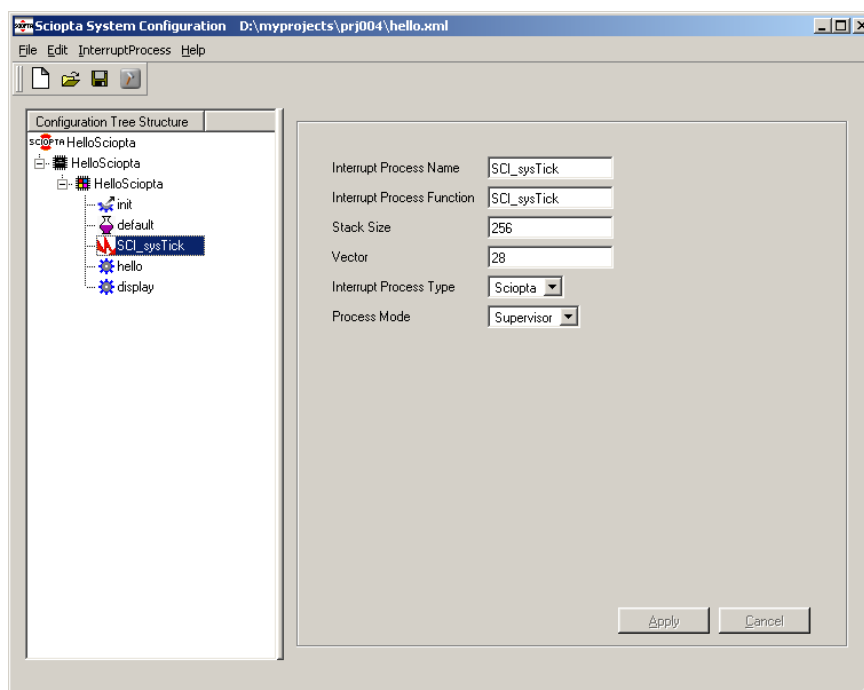 Sciopta System Configuration D:\myprojects\prj004\hello.xml
File Edit InterruptProcess Help
Configuration Tree Structure
SCIOPTA HelloSciopta
HelloSciopta
HelloSciopta
init
default
SCI_sysTick
hello
display
Interrupt Process Name SCI_sysTick
Interrupt Process Function SCI_sysTick
Stack Size 256
Vector 28
Interrupt Process Type Sciopta
Process Mode Supervisor
Apply Cancel